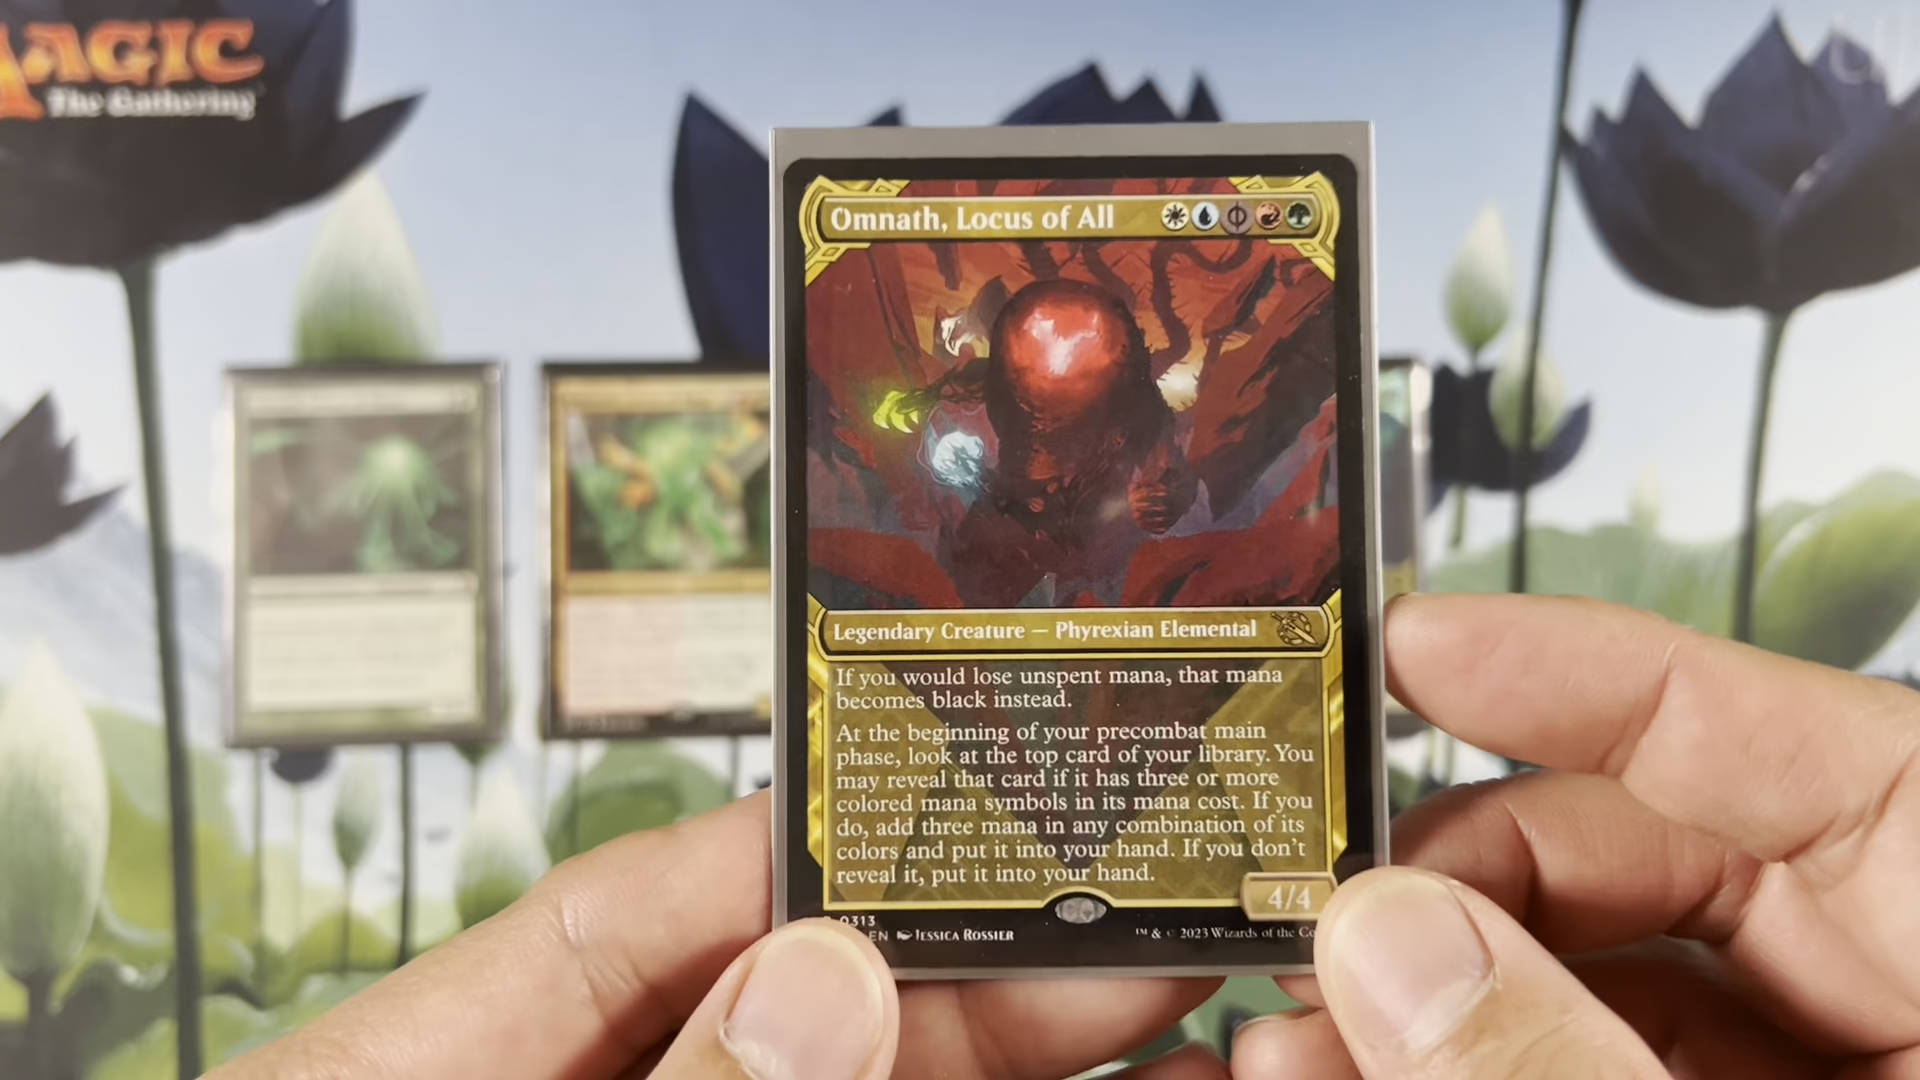 MAGIC
The Gathering
Omnath, Locus of All
Legendary Creature — Phyrexian Elemental
If you would lose unspent mana, that mana
becomes black instead.
At the beginning of your precombat main
phase, look at the top card of your library. You
may reveal that card if it has three or more
colored mana symbols in its mana cost. If you
do, add three mana in any combination of its
colors and put it into your hand. If you don't
reveal it, put it into your hand.
4/4
0313
EN JESSICA ROSSIER
™ & © 2023 Wizards of the Co